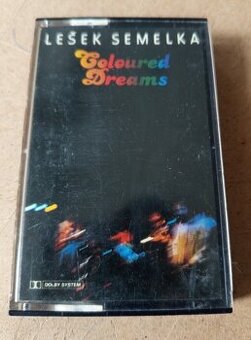 LEŠEK SEMELKA
Coloured
Dreams
DOLBY SYSTEM